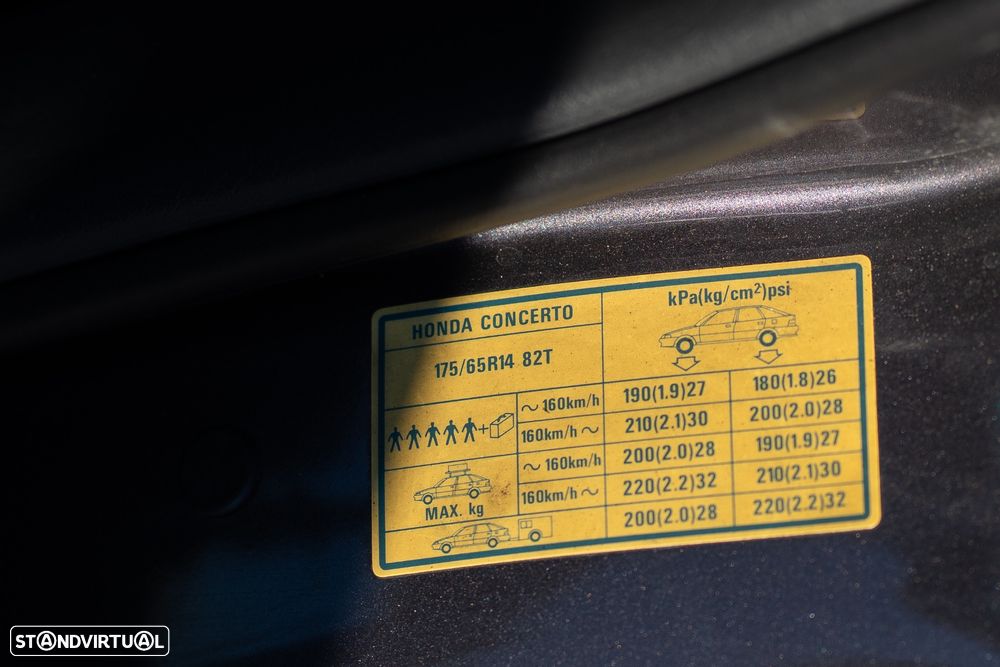 HONDA CONCERTO
kPa(kg/cm²)psi
175/65R14 82T
~160km/h 190(1.9)27 180(1.8)26
160km/h~ 210(2.1)30 200(2.0)28
~160km/h 200(2.0)28 190(1.9)27
160km/h~ 220(2.2)32 210(2.1)30
MAX. kg
200(2.0)28 220(2.2)32
STANDVIRTUAL